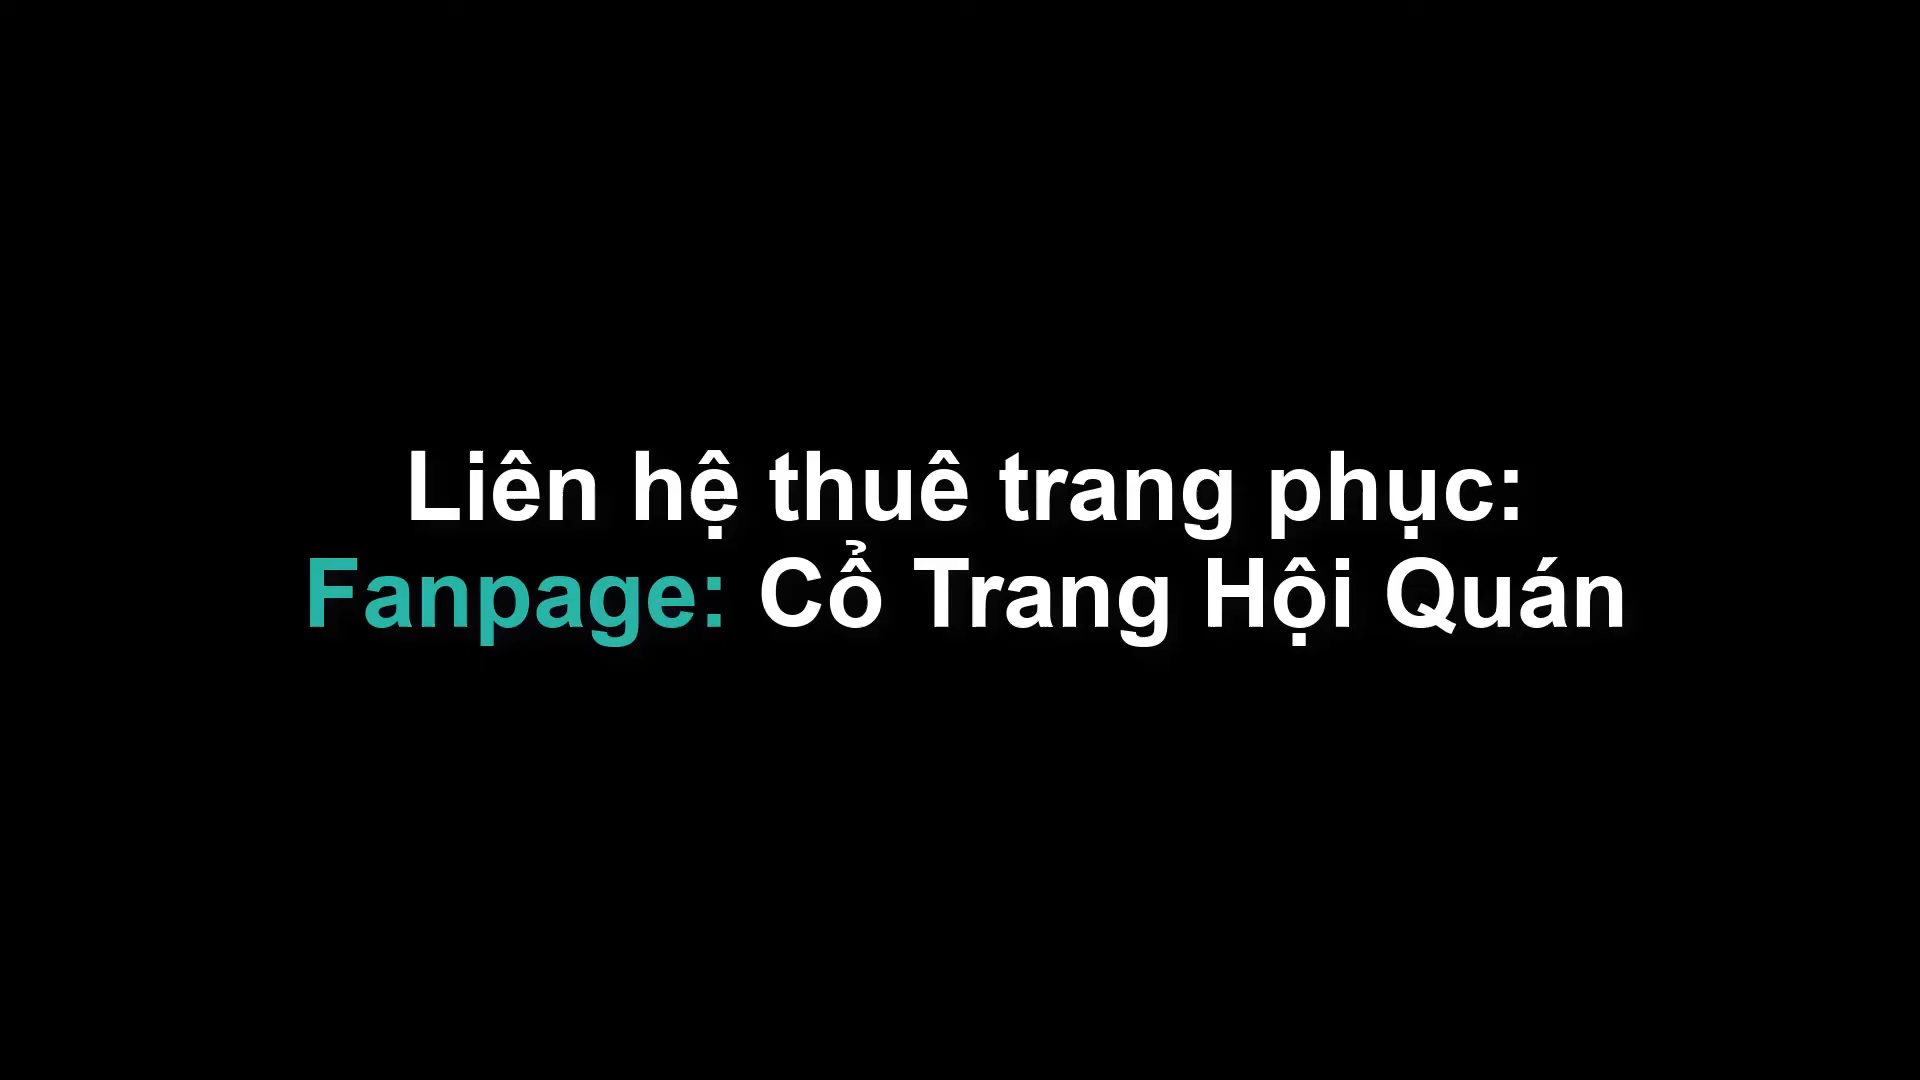 Liên hệ thuê trang phục:
Fanpage: Cổ Trang Hội Quán